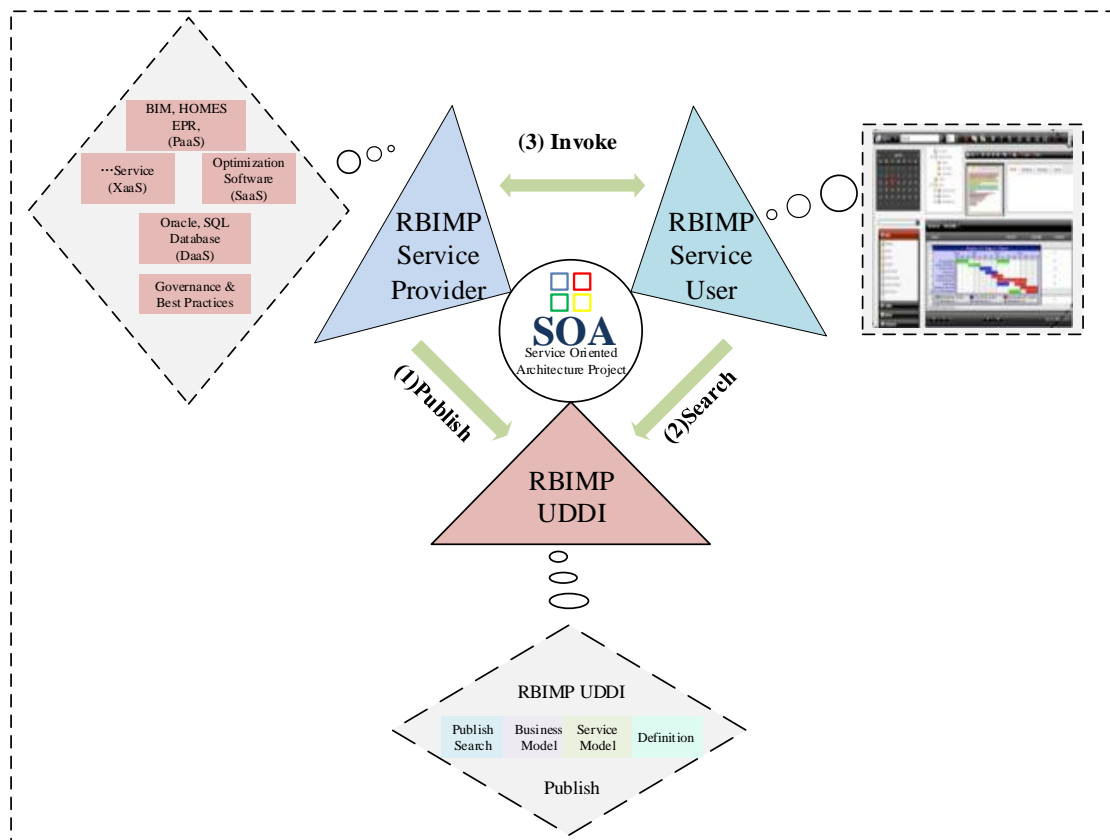 BIM, HOMES
EPR,
(PaaS)
…Service
(XaaS)
Optimization
Software
(SaaS)
Oracle, SQL
Database
(DaaS)
Governance &
Best Practices
RBIMP
Service
Provider
(3) Invoke
RBIMP
Service
User
SOA
Service Oriented
Architecture Project
(1)Publish
(2)Search
RBIMP
UDDI
RBIMP UDDI
Publish
Search
Business
Model
Service
Model
Definition
Publish